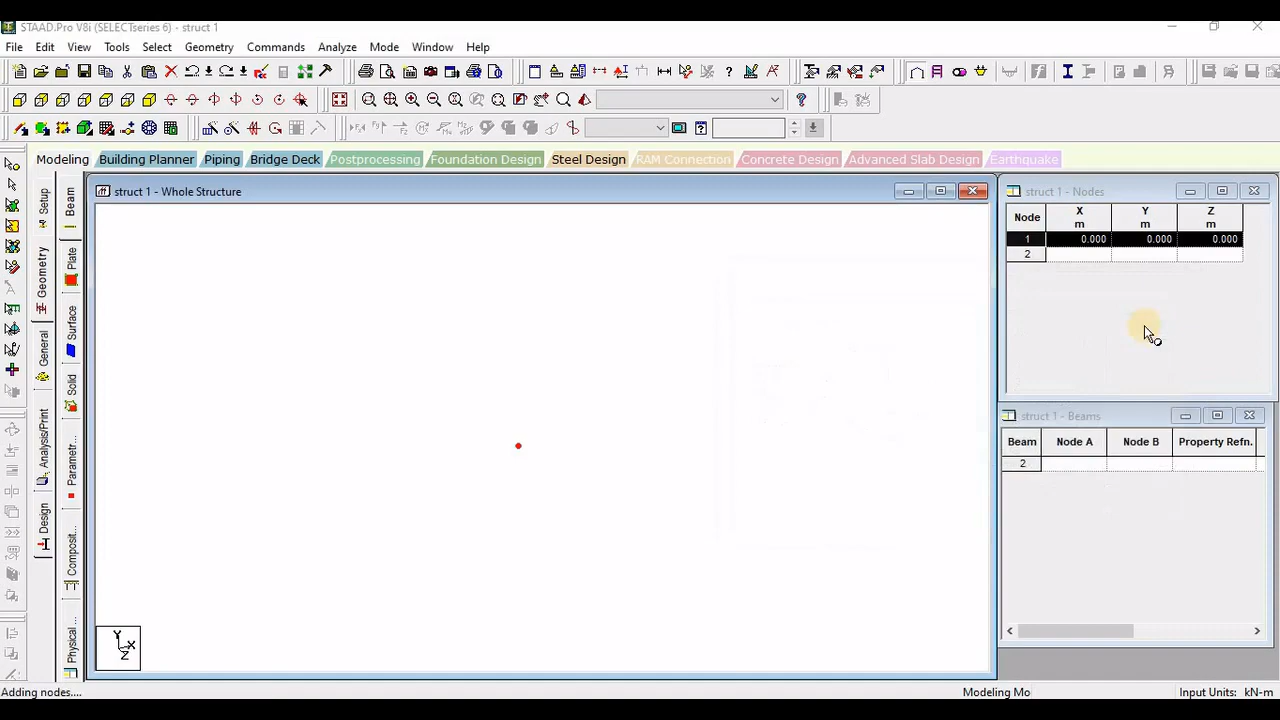 STAAD.Pro V8i (SELECTseries 6) - struct 1
File Edit View Tools Select Geometry Commands Analyze Mode Window Help
Modeling Building Planner Piping Bridge Deck Postprocessing Foundation Design Steel Design RAM Connection Concrete Design Advanced Slab Design Earthquake
Setup
Geometry
General
Analysis/Print
Design
Beam
Plate
Surface
Solid
Parametr...
Composit...
Physical ...
struct 1 - Whole Structure
Y
X
Z
struct 1 - Nodes
Node X m Y m Z m
1 0.000 0.000 0.000
2
struct 1 - Beams
Beam Node A Node B Property Refn.
2
Adding nodes.... Modeling Mo Input Units: kN-m